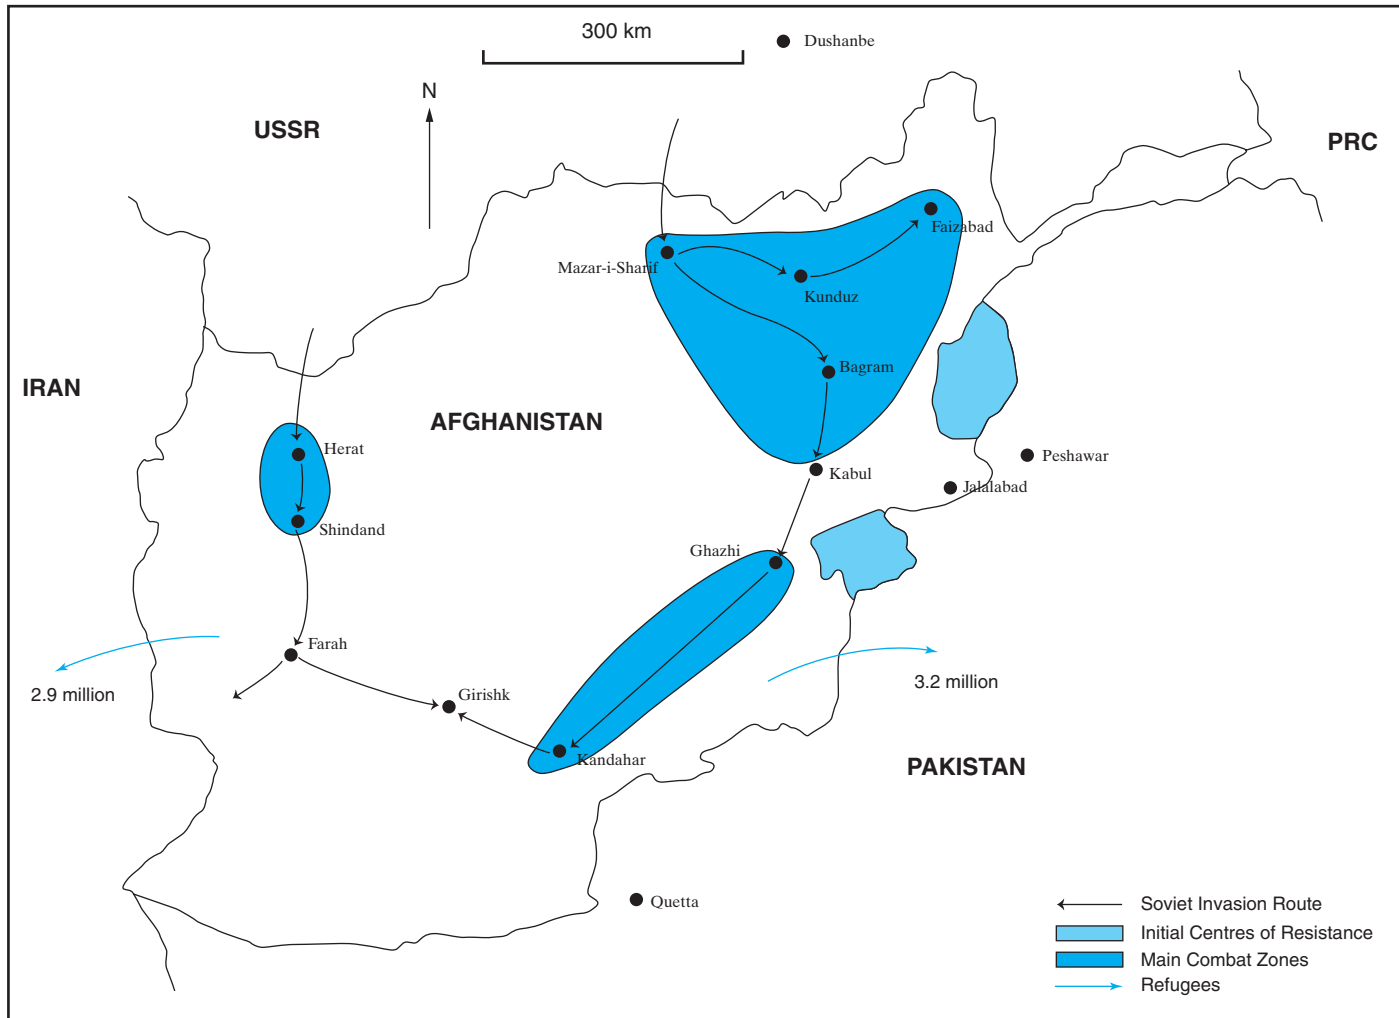 300 km
Dushanbe
N
USSR
PRC
Faizabad
Mazar-i-Sharif
Kunduz
IRAN
Bagram
AFGHANISTAN
Herat
Peshawar
Kabul
Jalalabad
Shindand
Ghazhi
Farah
2.9 million
3.2 million
Girishk
Kandahar
PAKISTAN
Quetta
Soviet Invasion Route
Initial Centres of Resistance
Main Combat Zones
Refugees